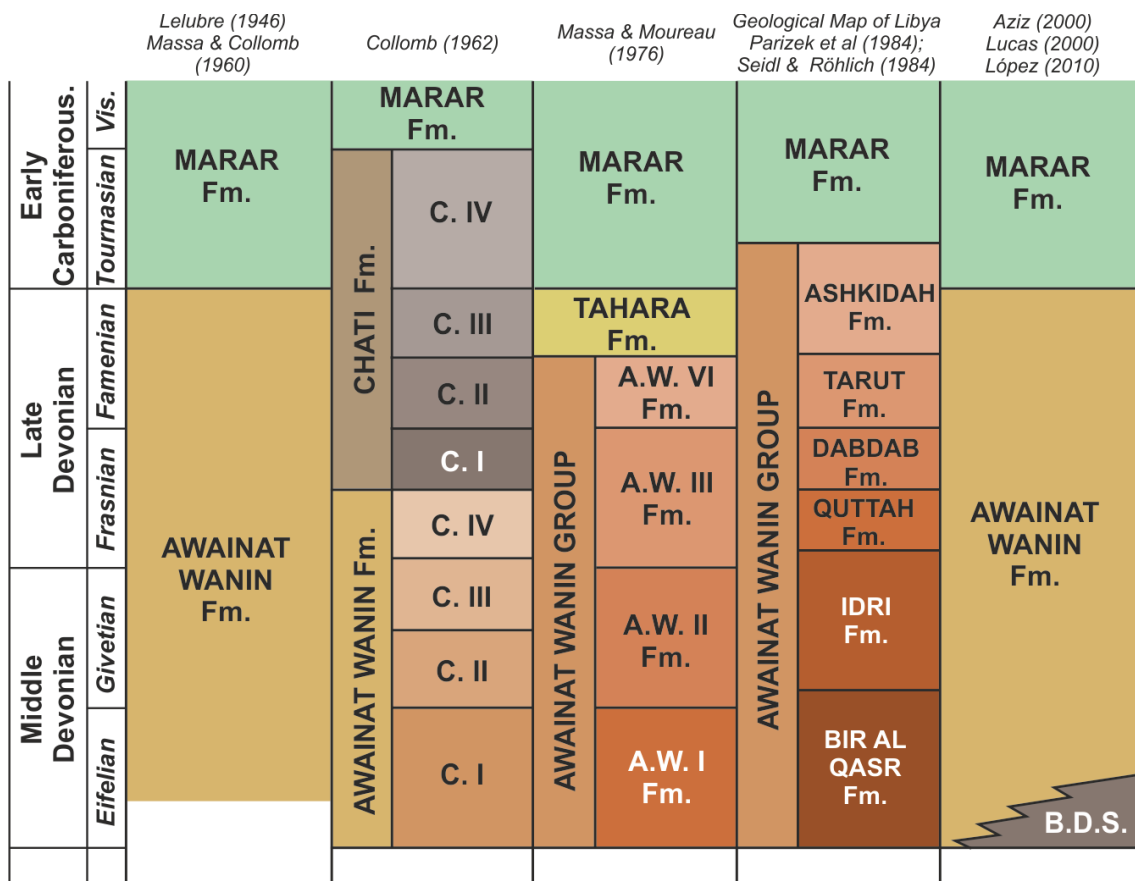 Lelubre (1946)
Massa & Collomb
(1960)
Collomb (1962)
Massa & Moureau
(1976)
Geological Map of Libya
Parizek et al (1984);
Seidl & Röhlich (1984)
Aziz (2000)
Lucas (2000)
López (2010)
Early
Carboniferous.
Vis.
Tournasian
Late
Devonian
Famenian
Frasnian
Middle
Devonian
Givetian
Eifelian
MARAR
Fm.
AWAINAT
WANIN
Fm.
MARAR
Fm.
CHATI Fm.
C. IV
C. III
C. II
C. I
AWAINAT WANIN Fm.
C. IV
C. III
C. II
C. I
MARAR
Fm.
TAHARA
Fm.
AWAINAT WANIN GROUP
A.W. VI
Fm.
A.W. III
Fm.
A.W. II
Fm.
A.W. I
Fm.
MARAR
Fm.
AWAINAT WANIN GROUP
ASHKIDAH
Fm.
TARUT
Fm.
DABDAB
Fm.
QUTTAH
Fm.
IDRI
Fm.
BIR AL
QASR
Fm.
MARAR
Fm.
AWAINAT
WANIN
Fm.
B.D.S.